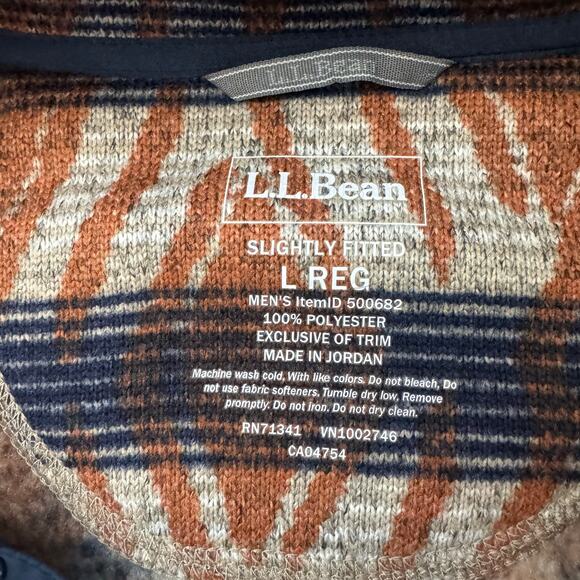 L.L.Bean
L.L.Bean
SLIGHTLY FITTED
L REG
MEN'S ItemID 500682
100% POLYESTER
EXCLUSIVE OF TRIM
MADE IN JORDAN
Machine wash cold, With like colors. Do not bleach, Do
not use fabric softeners, Tumble dry low, Remove
promptly. Do not iron. Do not dry clean.
RN71341 VN1002746
CA04754